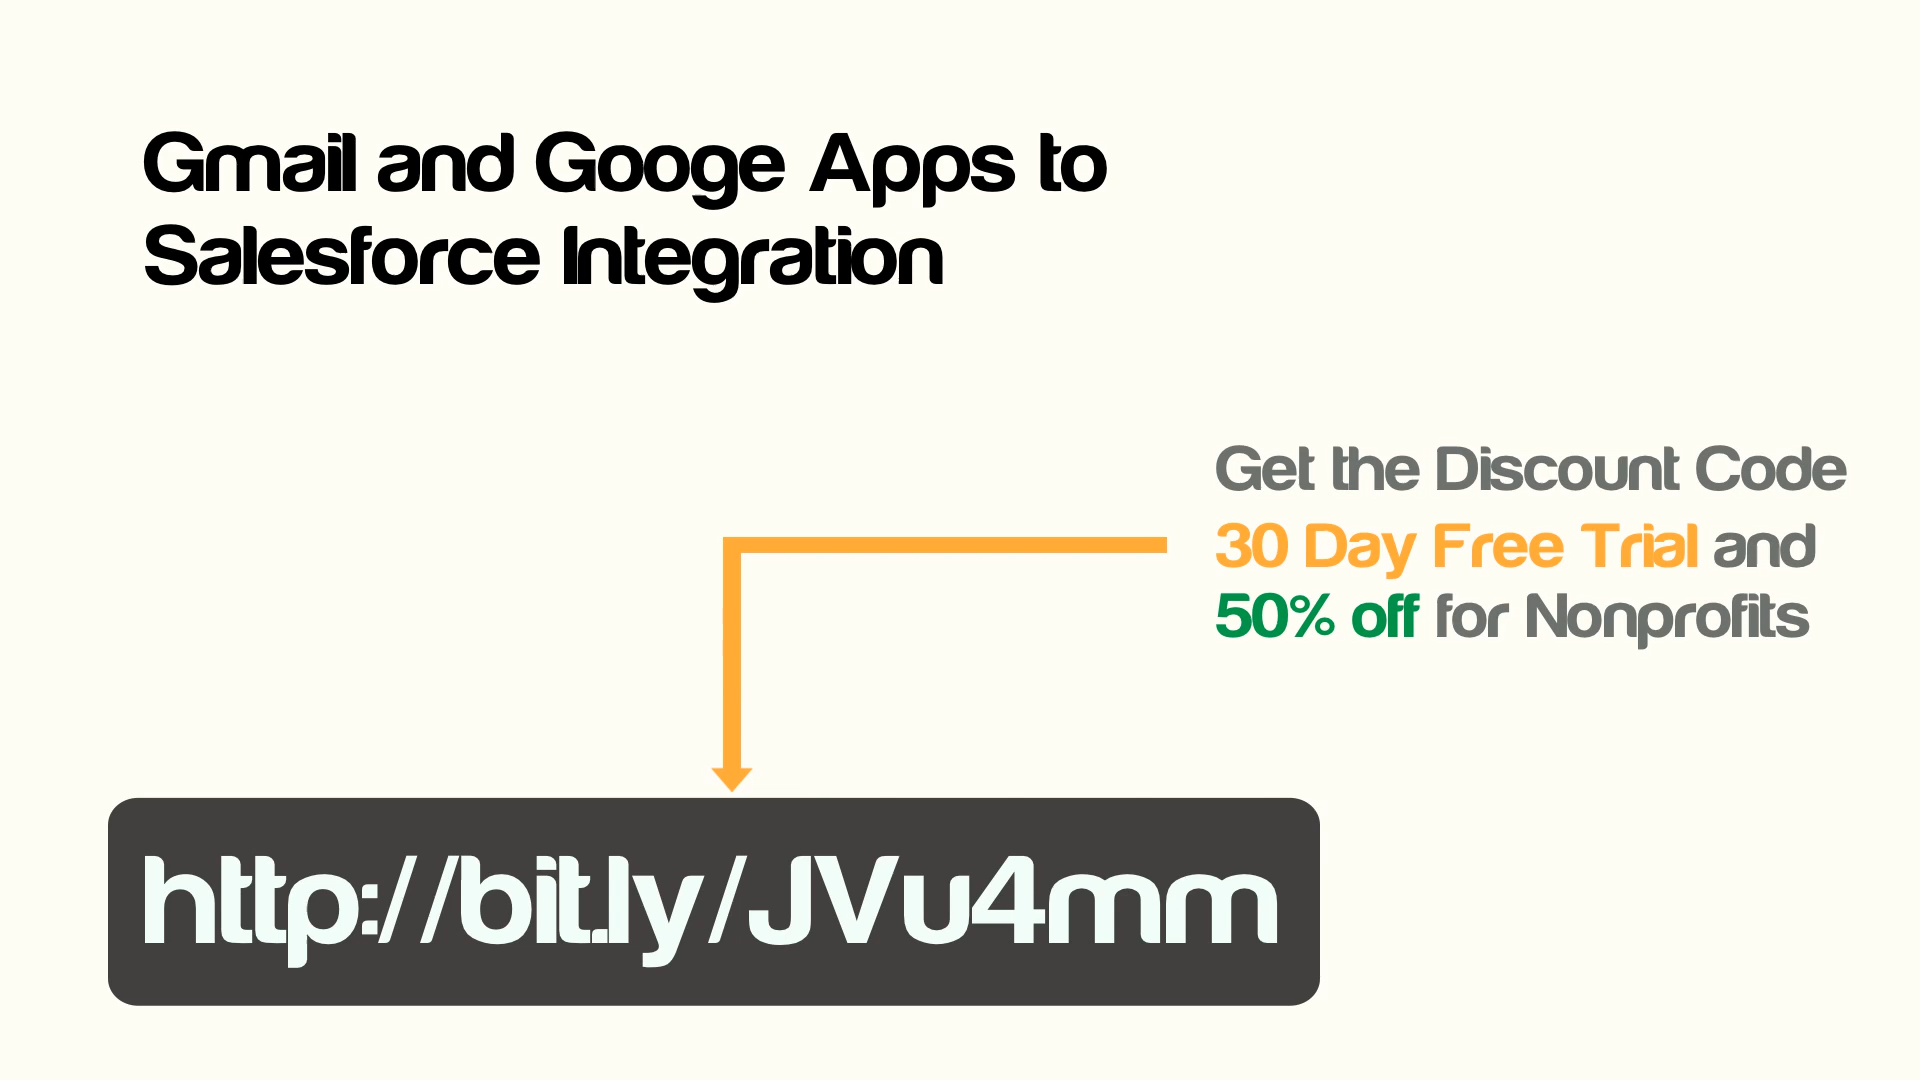 Gmail and Googe Apps to
Salesforce Integration
Get the Discount Code
30 Day Free Trial and
50% off for Nonprofits
http://bit.ly/JVu4mm